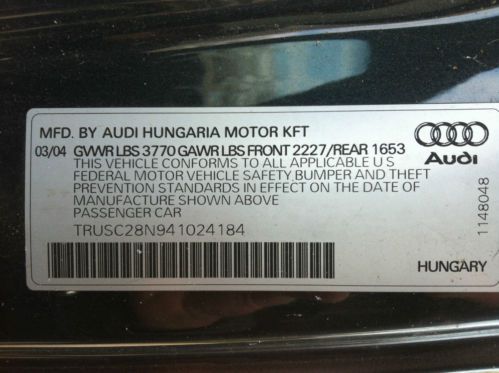 MFD. BY AUDI HUNGARIA MOTOR KFT
03/04 GVWR LBS 3770 GAWR LBS FRONT 2227/REAR 1653
THIS VEHICLE CONFORMS TO ALL APPLICABLE U S
FEDERAL MOTOR VEHICLE SAFETY, BUMPER AND THEFT
PREVENTION STANDARDS IN EFFECT ON THE DATE OF
MANUFACTURE SHOWN ABOVE
PASSENGER CAR
TRUSC28N941024184
Audi
1148048
HUNGARY